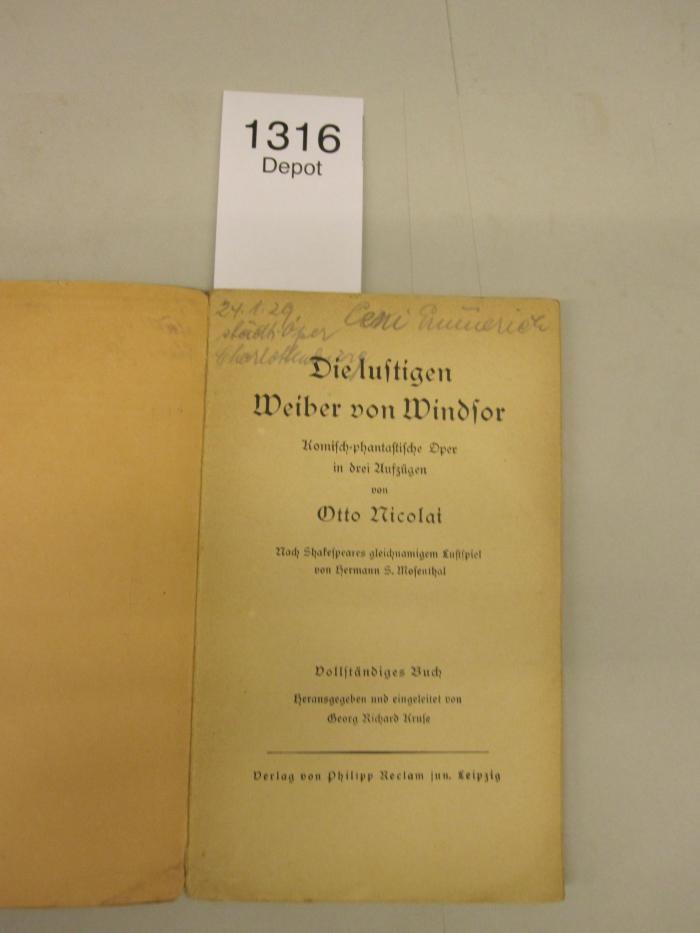 1316
Depot
24.1.29.
städt. Oper
Charlottenburg
Die lustigen
Weiber von Windsor
Komisch-phantastische Oper
in drei Aufzügen
von
Otto Nicolai
Nach Shakespeares gleichnamigem Lustspiel
von Hermann S. Mosenthal
Vollständiges Buch
Herausgegeben und eingeleitet von
Georg Richard Kruse
Verlag von Philipp Reclam jun. Leipzig